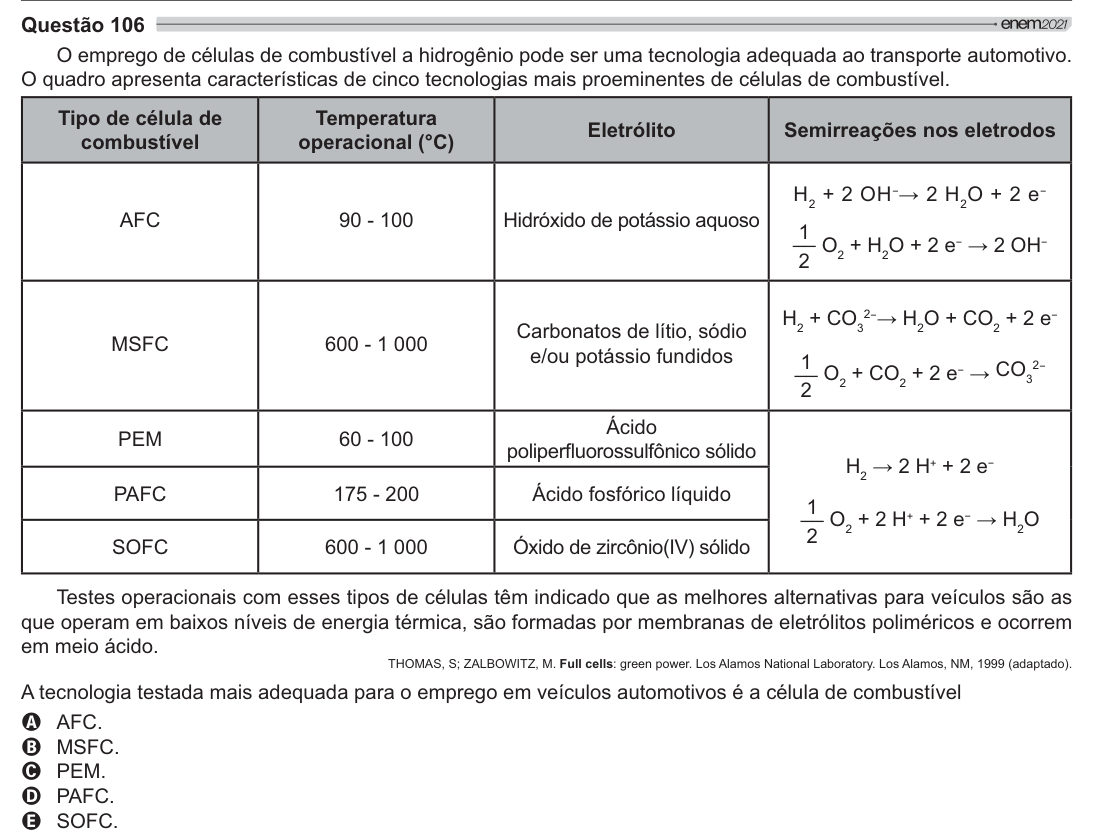 Questão 106
enem2021
O emprego de células de combustível a hidrogênio pode ser uma tecnologia adequada ao transporte automotivo.
O quadro apresenta características de cinco tecnologias mais proeminentes de células de combustível.
Tipo de célula de combustível | Temperatura operacional (°C) | Eletrólito | Semirreações nos eletrodos
AFC | 90 - 100 | Hidróxido de potássio aquoso | H₂ + 2 OH⁻ → 2 H₂O + 2 e⁻
1/2 O₂ + H₂O + 2 e⁻ → 2 OH⁻
MSFC | 600 - 1 000 | Carbonatos de lítio, sódio e/ou potássio fundidos | H₂ + CO₃²⁻ → H₂O + CO₂ + 2 e⁻
1/2 O₂ + CO₂ + 2 e⁻ → CO₃²⁻
PEM | 60 - 100 | Ácido poliperfluorossulfônico sólido
PAFC | 175 - 200 | Ácido fosfórico líquido
SOFC | 600 - 1 000 | Óxido de zircônio(IV) sólido
H₂ → 2 H⁺ + 2 e⁻
1/2 O₂ + 2 H⁺ + 2 e⁻ → H₂O
Testes operacionais com esses tipos de células têm indicado que as melhores alternativas para veículos são as
que operam em baixos níveis de energia térmica, são formadas por membranas de eletrólitos poliméricos e ocorrem
em meio ácido.
THOMAS, S; ZALBOWITZ, M. Full cells: green power. Los Alamos National Laboratory. Los Alamos, NM, 1999 (adaptado).
A tecnologia testada mais adequada para o emprego em veículos automotivos é a célula de combustível
A AFC.
B MSFC.
C PEM.
D PAFC.
E SOFC.